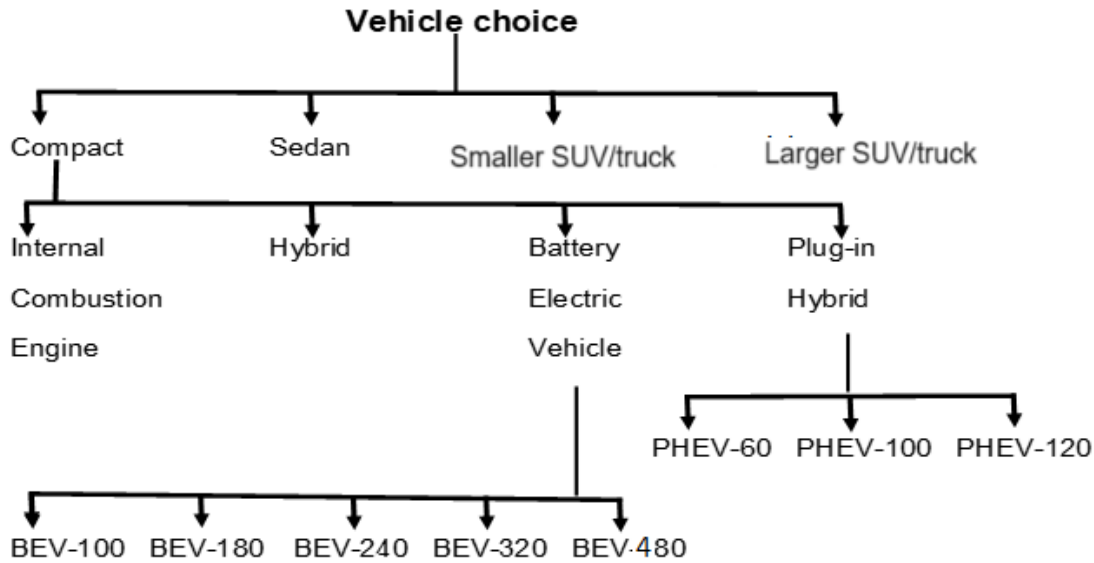 Vehicle choice
Compact
Sedan
Smaller SUV/truck
Larger SUV/truck
Internal
Combustion
Engine
Hybrid
Battery
Electric
Vehicle
Plug-in
Hybrid
PHEV-60
PHEV-100
PHEV-120
BEV-100
BEV-180
BEV-240
BEV-320
BEV-480